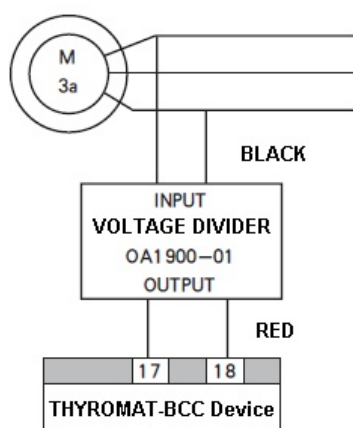 M
3a
BLACK
INPUT
VOLTAGE DIVIDER
OA1900-01
OUTPUT
RED
17 18
THYROMAT-BCC Device